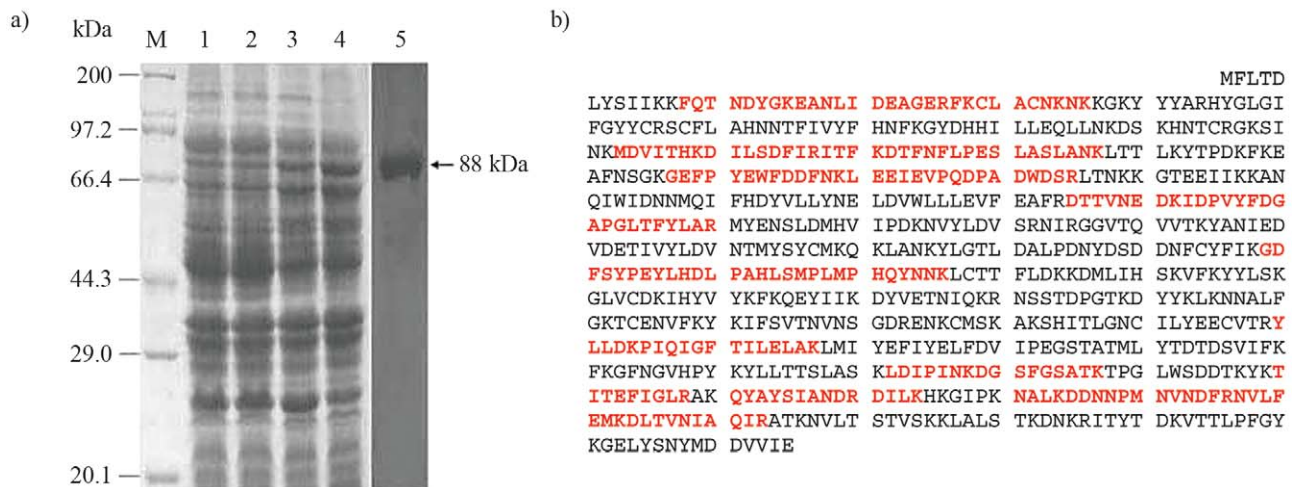 a)
kDa
M 1 2 3 4 5
200
97.2
66.4
88 kDa
44.3
29.0
20.1
b)
MFLTD
LYSIIKKFQT NDYGKEANLI DEAGERFKCL ACNKNKKGKY YYARHYGLGI
FGYYCRSCFL AHNNTFIVYF HNFKGYDHHI LLEQLLNKDS KHNTCRGKSI
NKMDVITHKD ILSDFIRITF KDTFNFLPES LASLANKLTT LKYTPDKFKE
AFNSGKGEFP YEWFDDFNKL EEIEVPQDPA DWDSRLTNKK GTEEIIKKAN
QIWIDNNMQI FHDYVLLYNE LDVWLLLEVF EAFRDTTVNE DKIDPVYFDG
APGLTFYLAR MYENSLDMHV IPDKNVYLDV SRNIRGGVTQ VVTKYANIED
VDETIVYLDV NTMYSYCMKQ KLANKYLGTL DALPDNYDSD DNFCYFIKGD
FSYPEYLHDL PAHLSMPLMP HQYNNKLCTT FLDKKDMLIH SKVFKYYLSK
GLVCDKIHYV YKFKQEYIIK DYVETNIQKR NSSTDPGTKD YYKLKNNALF
GKTCENVFKY KIFSVTNVNS GDRENKCMSK AKSHITLGNC ILYEECVTRY
LLDKPIQIGF TILELAKLMI YEFIYELFDV IPEGSTATML YTDTDSVIFK
FKGFNGVHPY KYLLTTSLAS KLDIPINKDG SFGSATKTPG LWSDDTKYKT
ITEFIGLRAK QYAYSIANDR DILKHKGIPK NALKDDNNPM NVNDFRNVLF
EMKDLTVNIA QIRATKNVLT STVSKKLALS TKDNKRITYT DKVTTLPFGY
KGELYSNYMD DVVIE